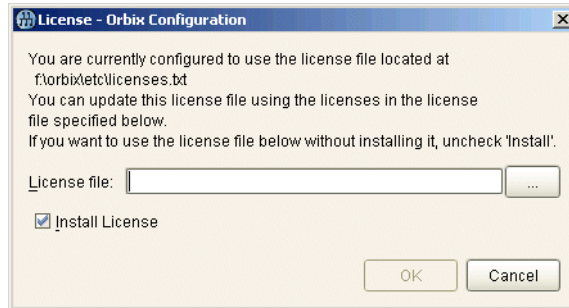 License - Orbix Configuration
You are currently configured to use the license file located at
f:\orbix\etc\licenses.txt
You can update this license file using the licenses in the license
file specified below.
If you want to use the license file below without installing it, uncheck 'Install'.
License file:
...
Install License
OK
Cancel